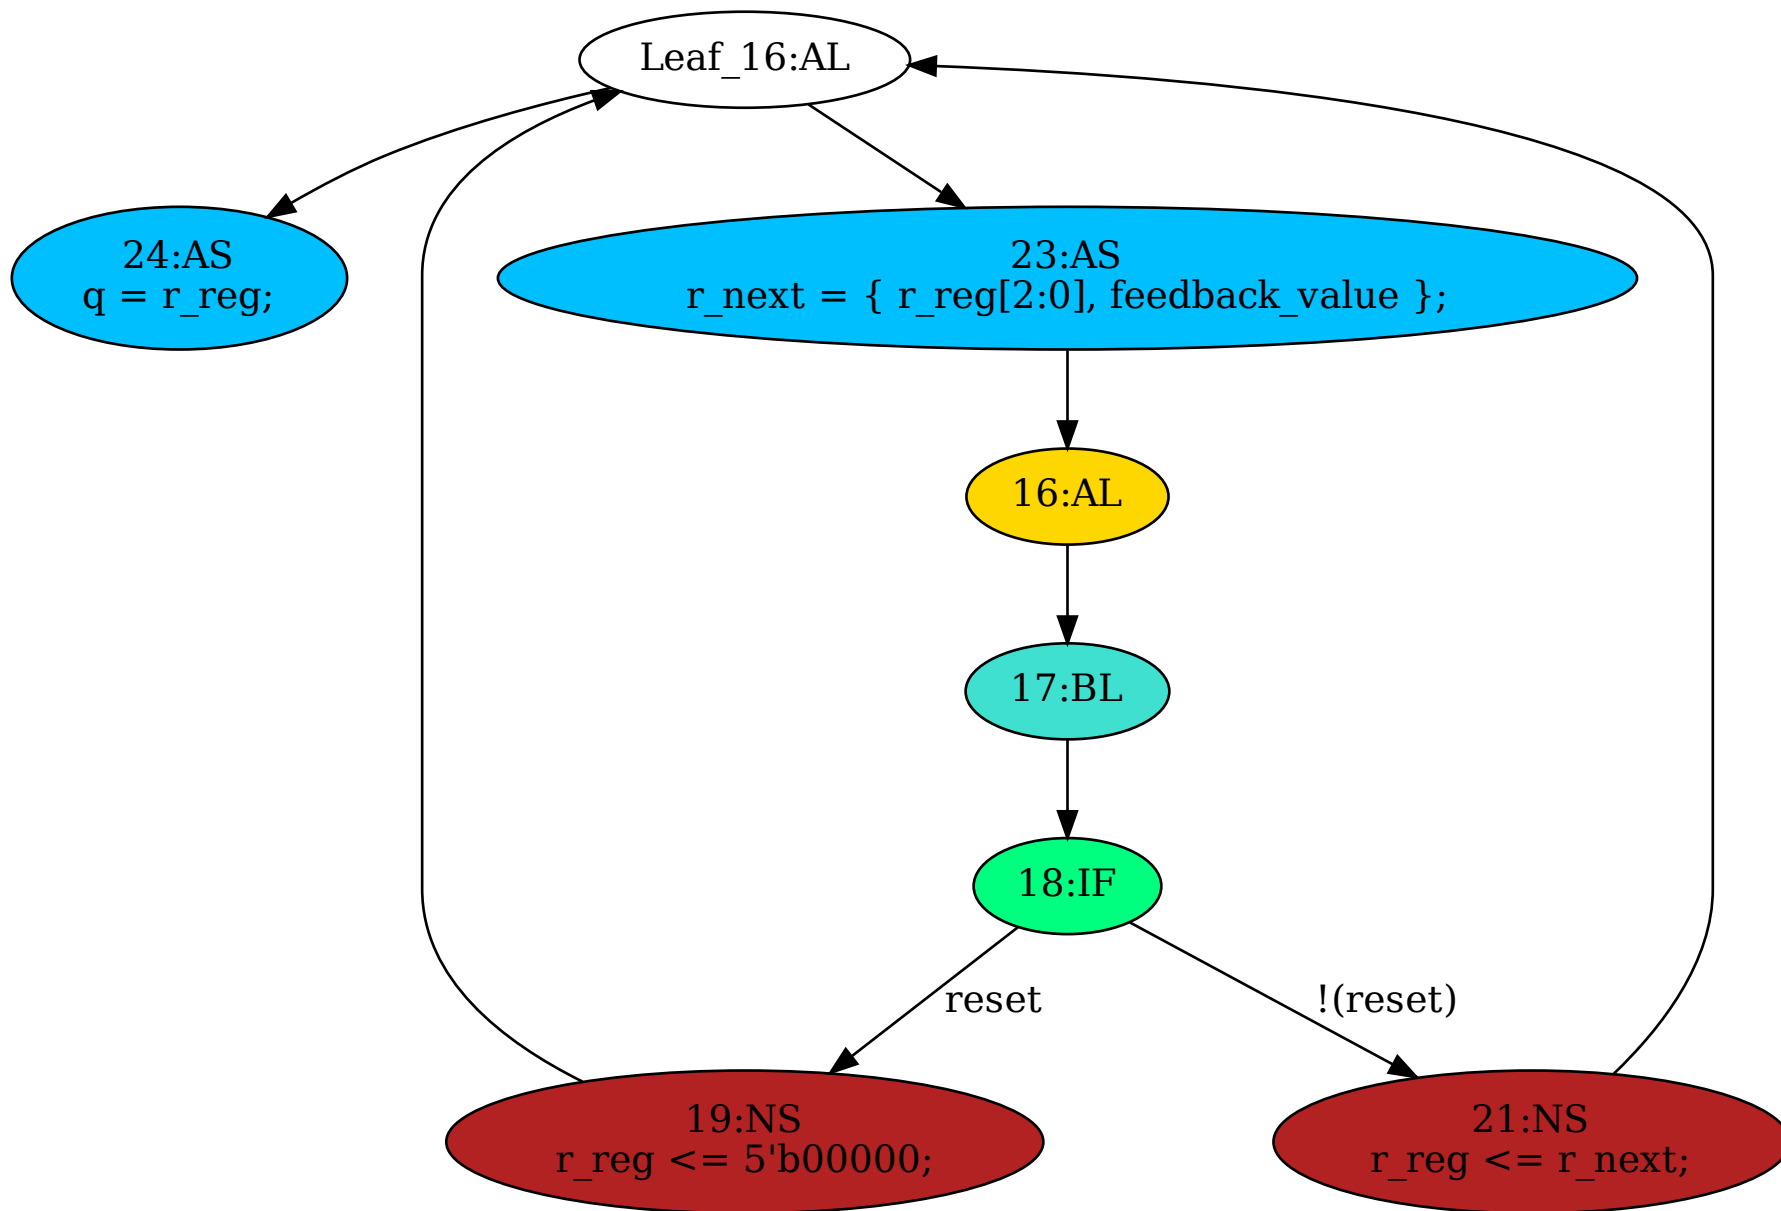 Leaf_16:AL
24:AS
q = r_reg;
23:AS
r_next = { r_reg[2:0], feedback_value };
16:AL
17:BL
18:IF
reset
!(reset)
19:NS
r_reg <= 5'b00000;
21:NS
r_reg <= r_next;